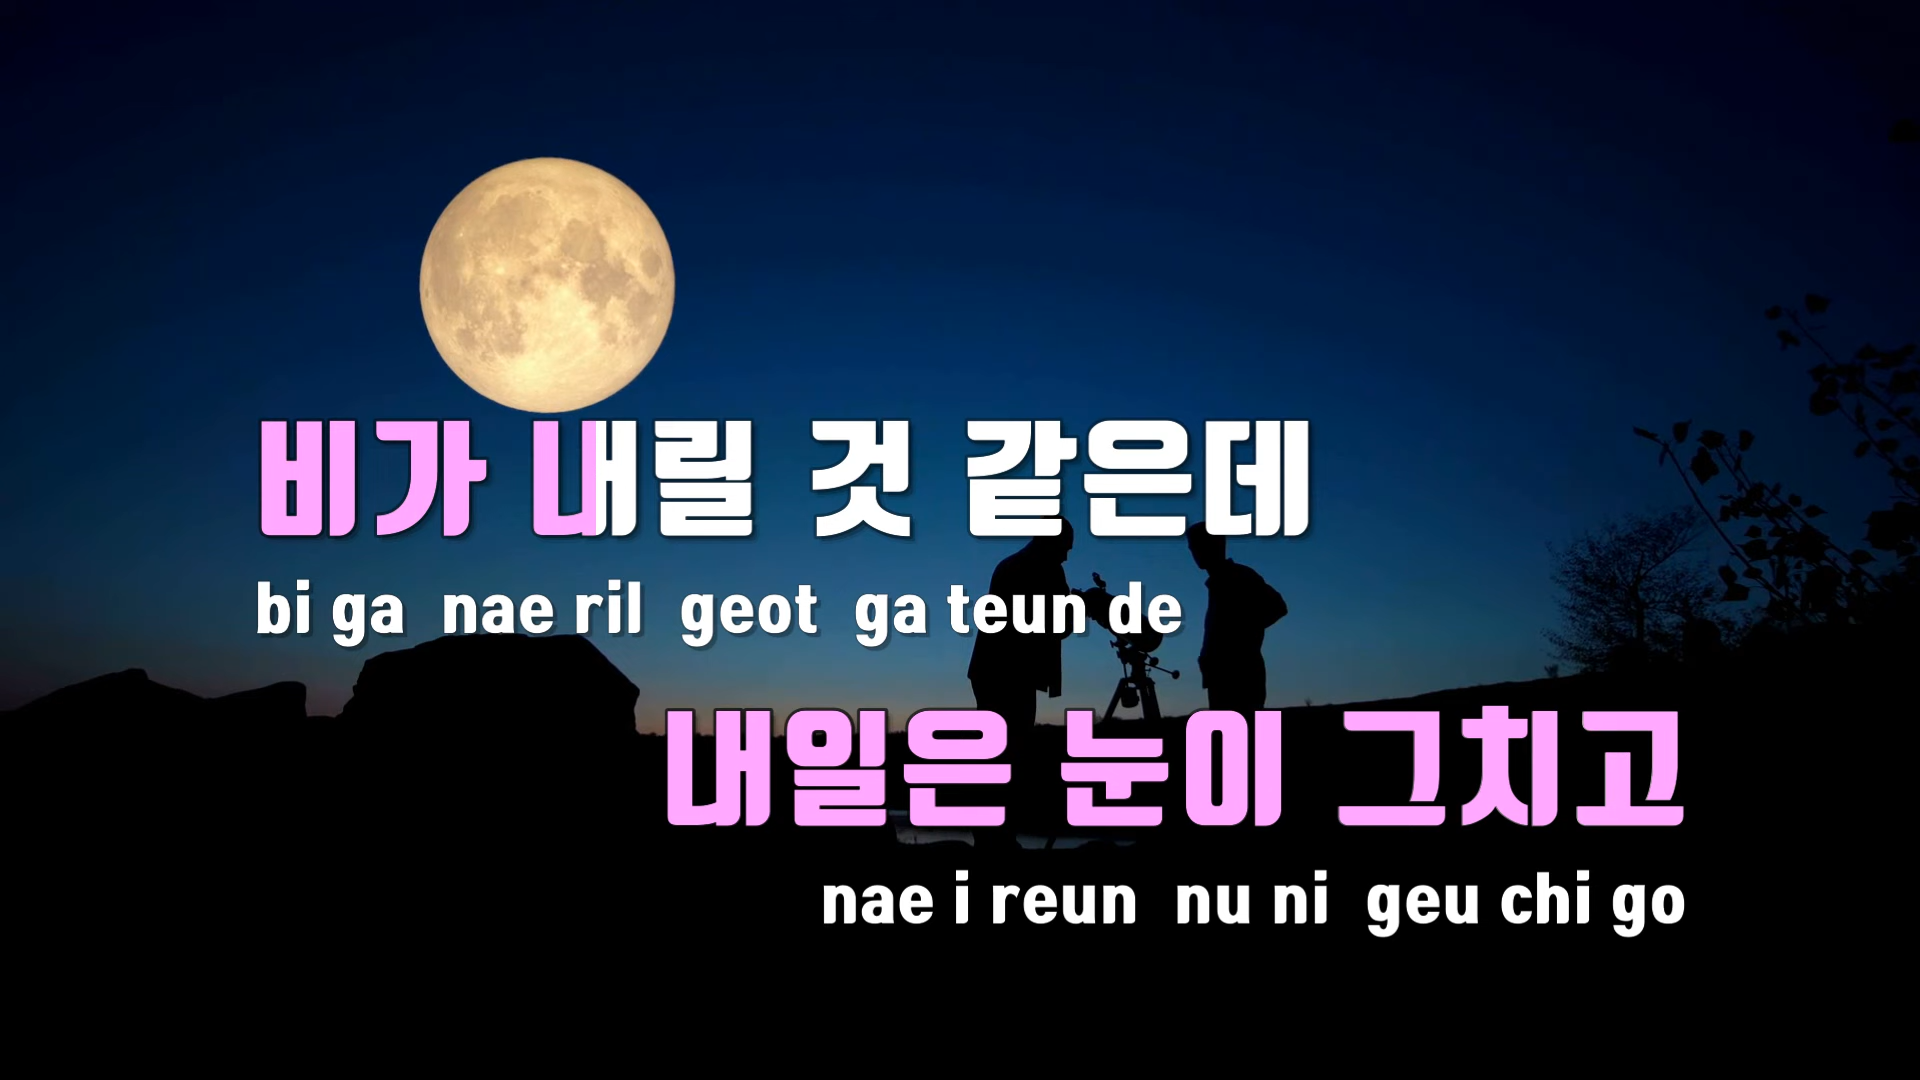 비가 내릴 것 같은데
bi ga nae ril geot ga teun de
내일은 눈이 그치고
nae i reun nu ni geu chi go